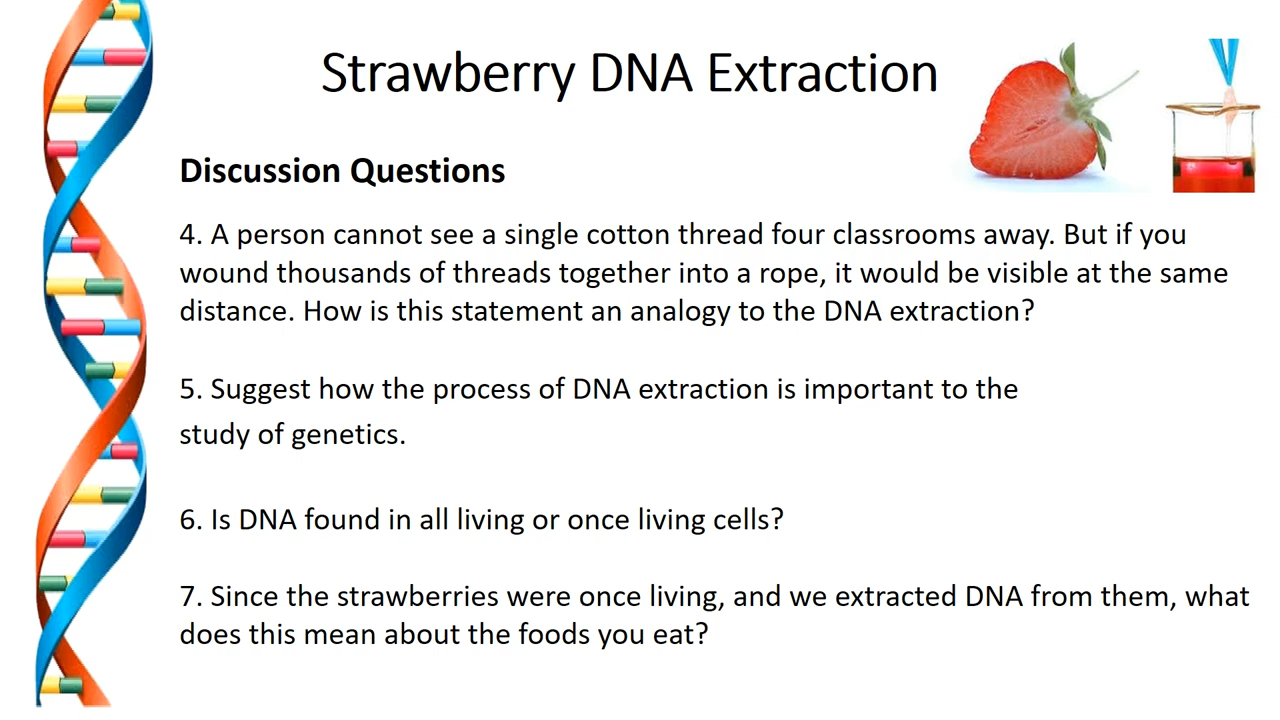 Strawberry DNA Extraction
Discussion Questions
4. A person cannot see a single cotton thread four classrooms away. But if you
wound thousands of threads together into a rope, it would be visible at the same
distance. How is this statement an analogy to the DNA extraction?
5. Suggest how the process of DNA extraction is important to the
study of genetics.
6. Is DNA found in all living or once living cells?
7. Since the strawberries were once living, and we extracted DNA from them, what
does this mean about the foods you eat?